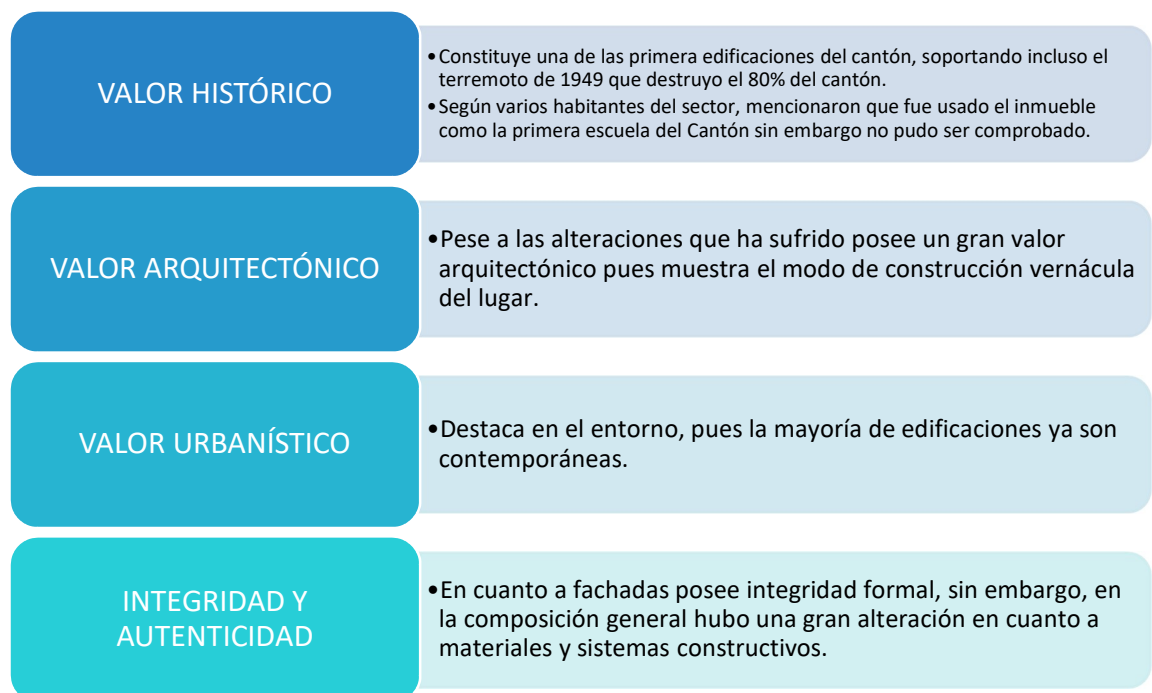 VALOR HISTÓRICO
•Constituye una de las primera edificaciones del cantón, soportando incluso el
terremoto de 1949 que destruyo el 80% del cantón.
•Según varios habitantes del sector, mencionaron que fue usado el inmueble
como la primera escuela del Cantón sin embargo no pudo ser comprobado.
VALOR ARQUITECTÓNICO
•Pese a las alteraciones que ha sufrido posee un gran valor
arquitectónico pues muestra el modo de construcción vernácula
del lugar.
VALOR URBANÍSTICO
•Destaca en el entorno, pues la mayoría de edificaciones ya son
contemporáneas.
INTEGRIDAD Y
AUTENTICIDAD
•En cuanto a fachadas posee integridad formal, sin embargo, en
la composición general hubo una gran alteración en cuanto a
materiales y sistemas constructivos.